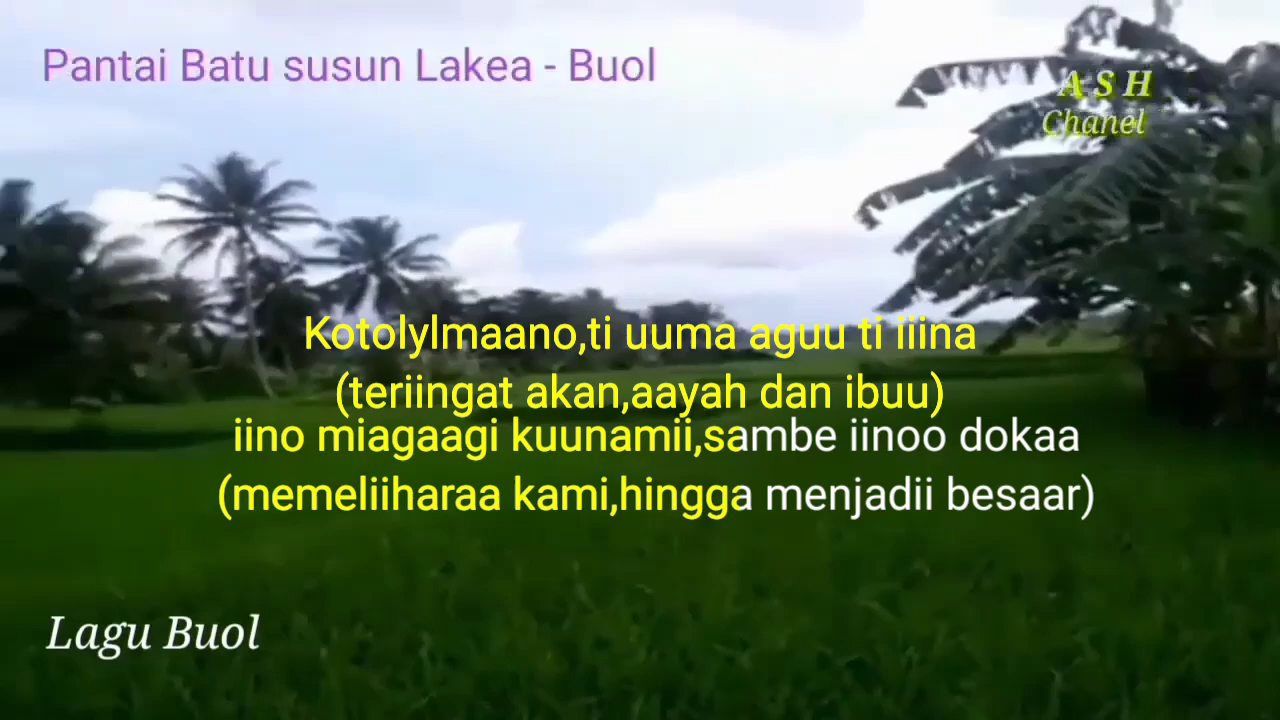 Pantai Batu susun Lakea - Buol
A S H
Chanel
Kotolylmaano,ti uuma aguu ti iiina
(teriingat akan,aayah dan ibuu)
iino miagaagi kuunamii,sambe iinoo dokaa
(memeliiharaa kami,hingga menjadii besaar)
Lagu Buol